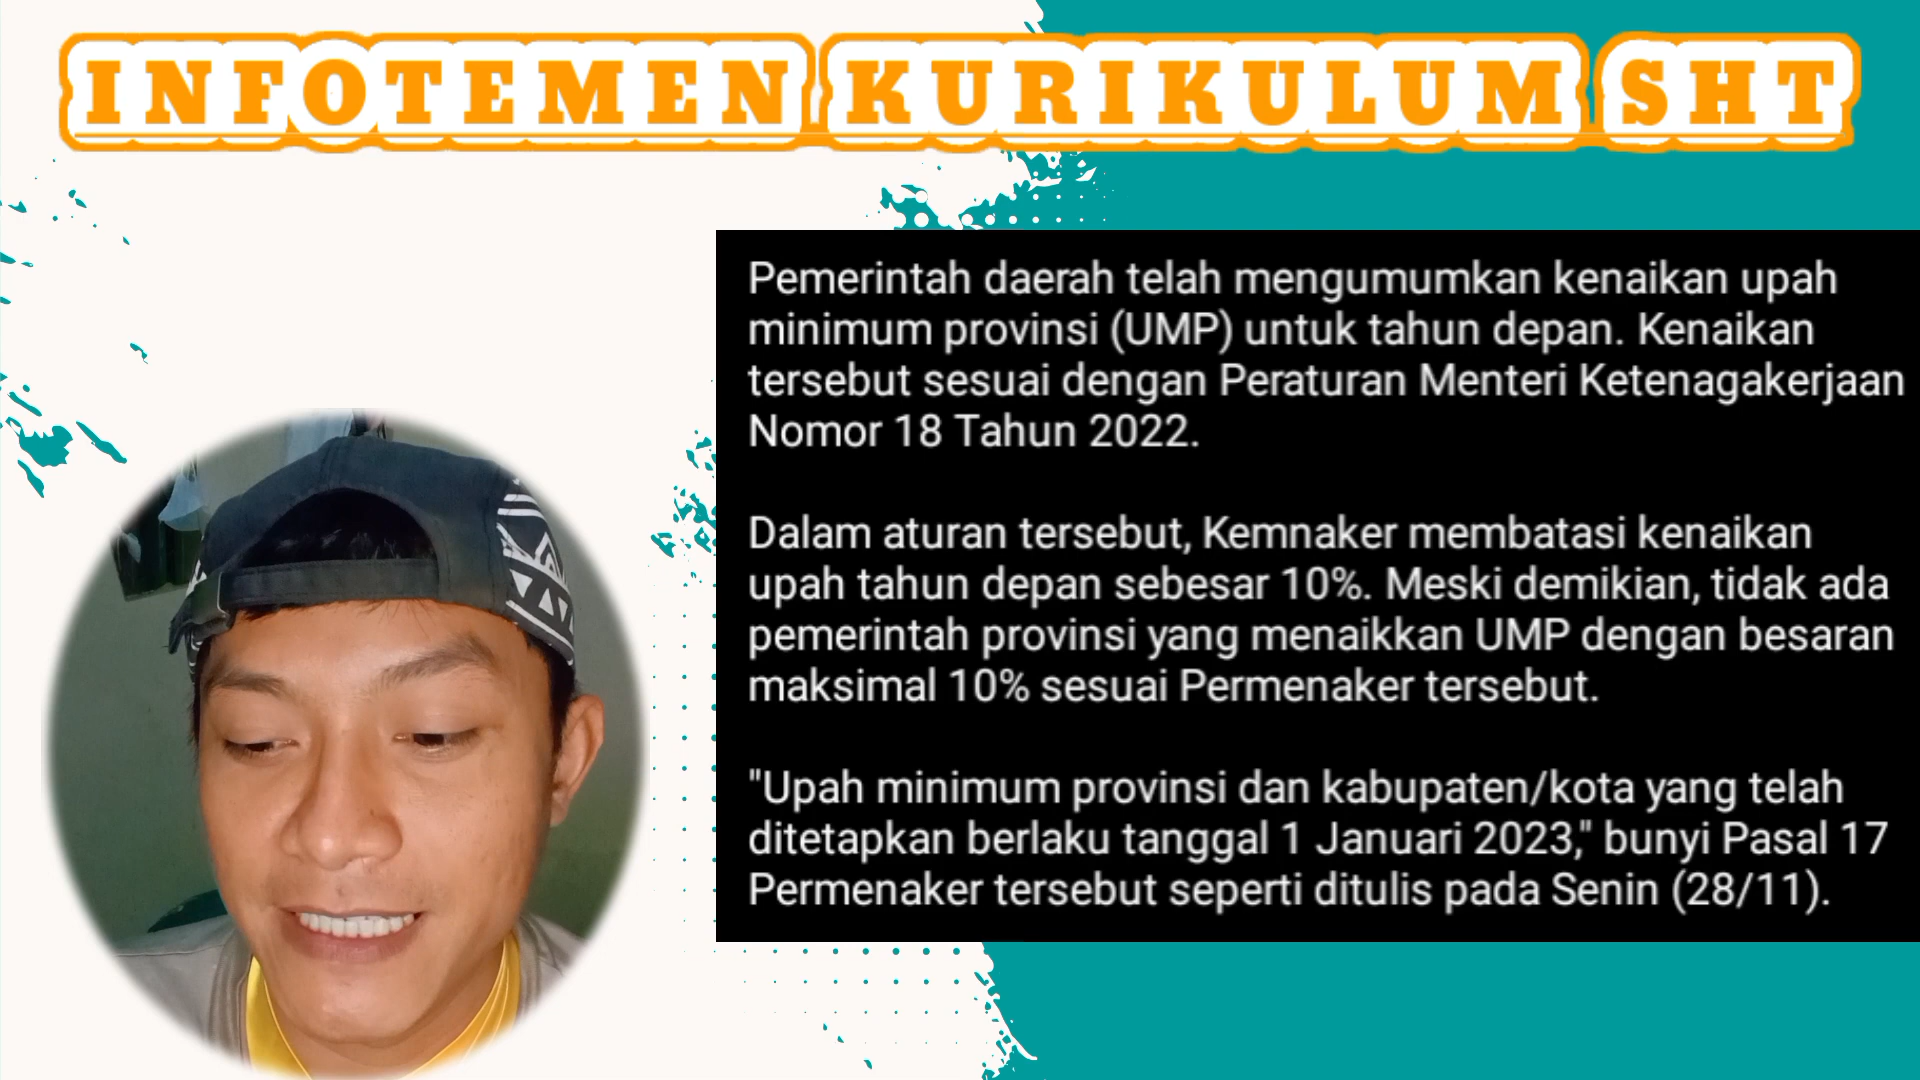 INFOTEMEN KURIKULUM SHT
Pemerintah daerah telah mengumumkan kenaikan upah
minimum provinsi (UMP) untuk tahun depan. Kenaikan
tersebut sesuai dengan Peraturan Menteri Ketenagakerjaan
Nomor 18 Tahun 2022.
Dalam aturan tersebut, Kemnaker membatasi kenaikan
upah tahun depan sebesar 10%. Meski demikian, tidak ada
pemerintah provinsi yang menaikkan UMP dengan besaran
maksimal 10% sesuai Permenaker tersebut.
"Upah minimum provinsi dan kabupaten/kota yang telah
ditetapkan berlaku tanggal 1 Januari 2023," bunyi Pasal 17
Permenaker tersebut seperti ditulis pada Senin (28/11).